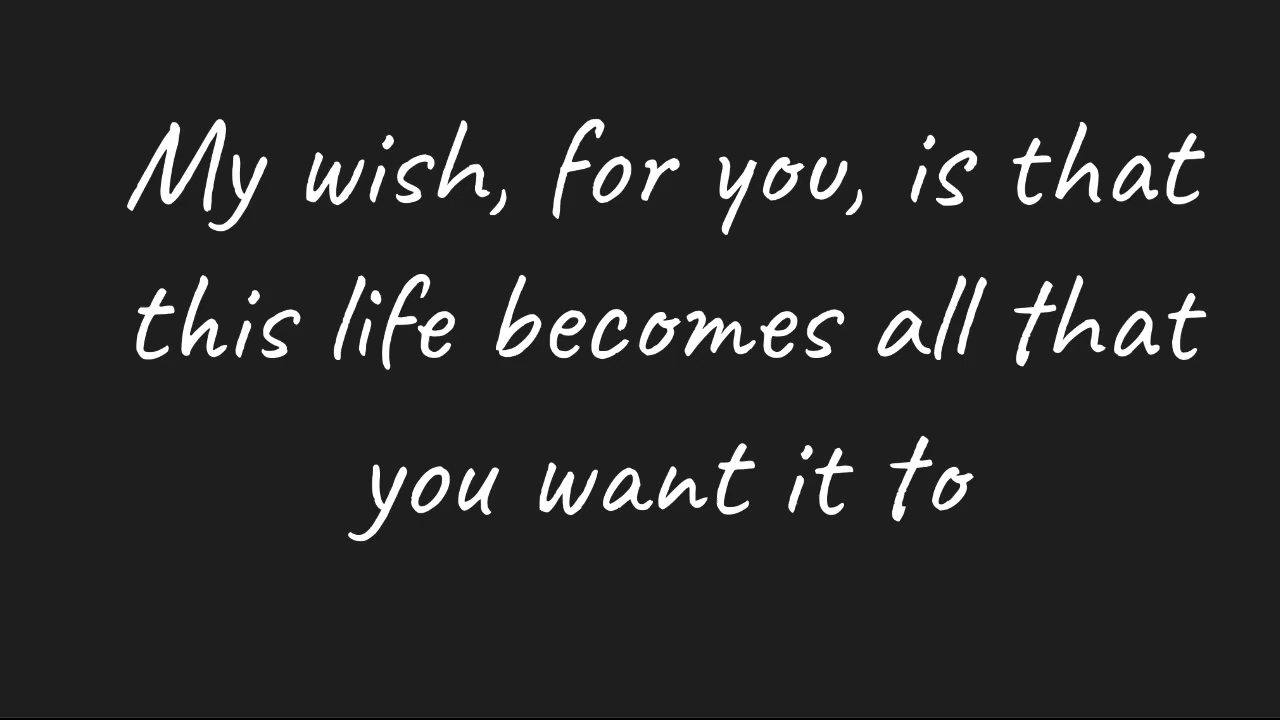 My wish, for you, is that
this life becomes all that
you want it to